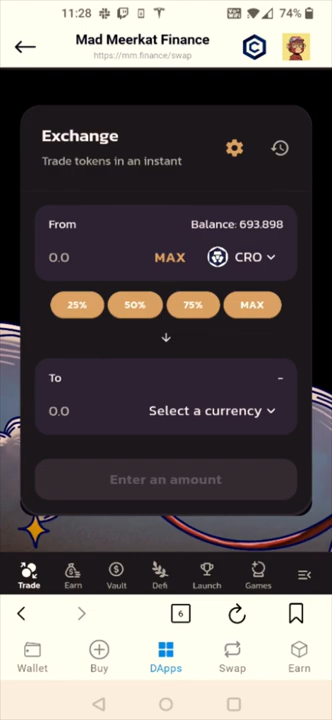 11:28 74%
Mad Meerkat Finance
https://mm.finance/swap
Exchange
Trade tokens in an instant
From Balance: 693.898
0.0 MAX CRO
25% 50% 75% MAX
To -
0.0 Select a currency
Enter an amount
Trade Earn Vault Defi Launch Games
6
Wallet Buy DApps Swap Earn